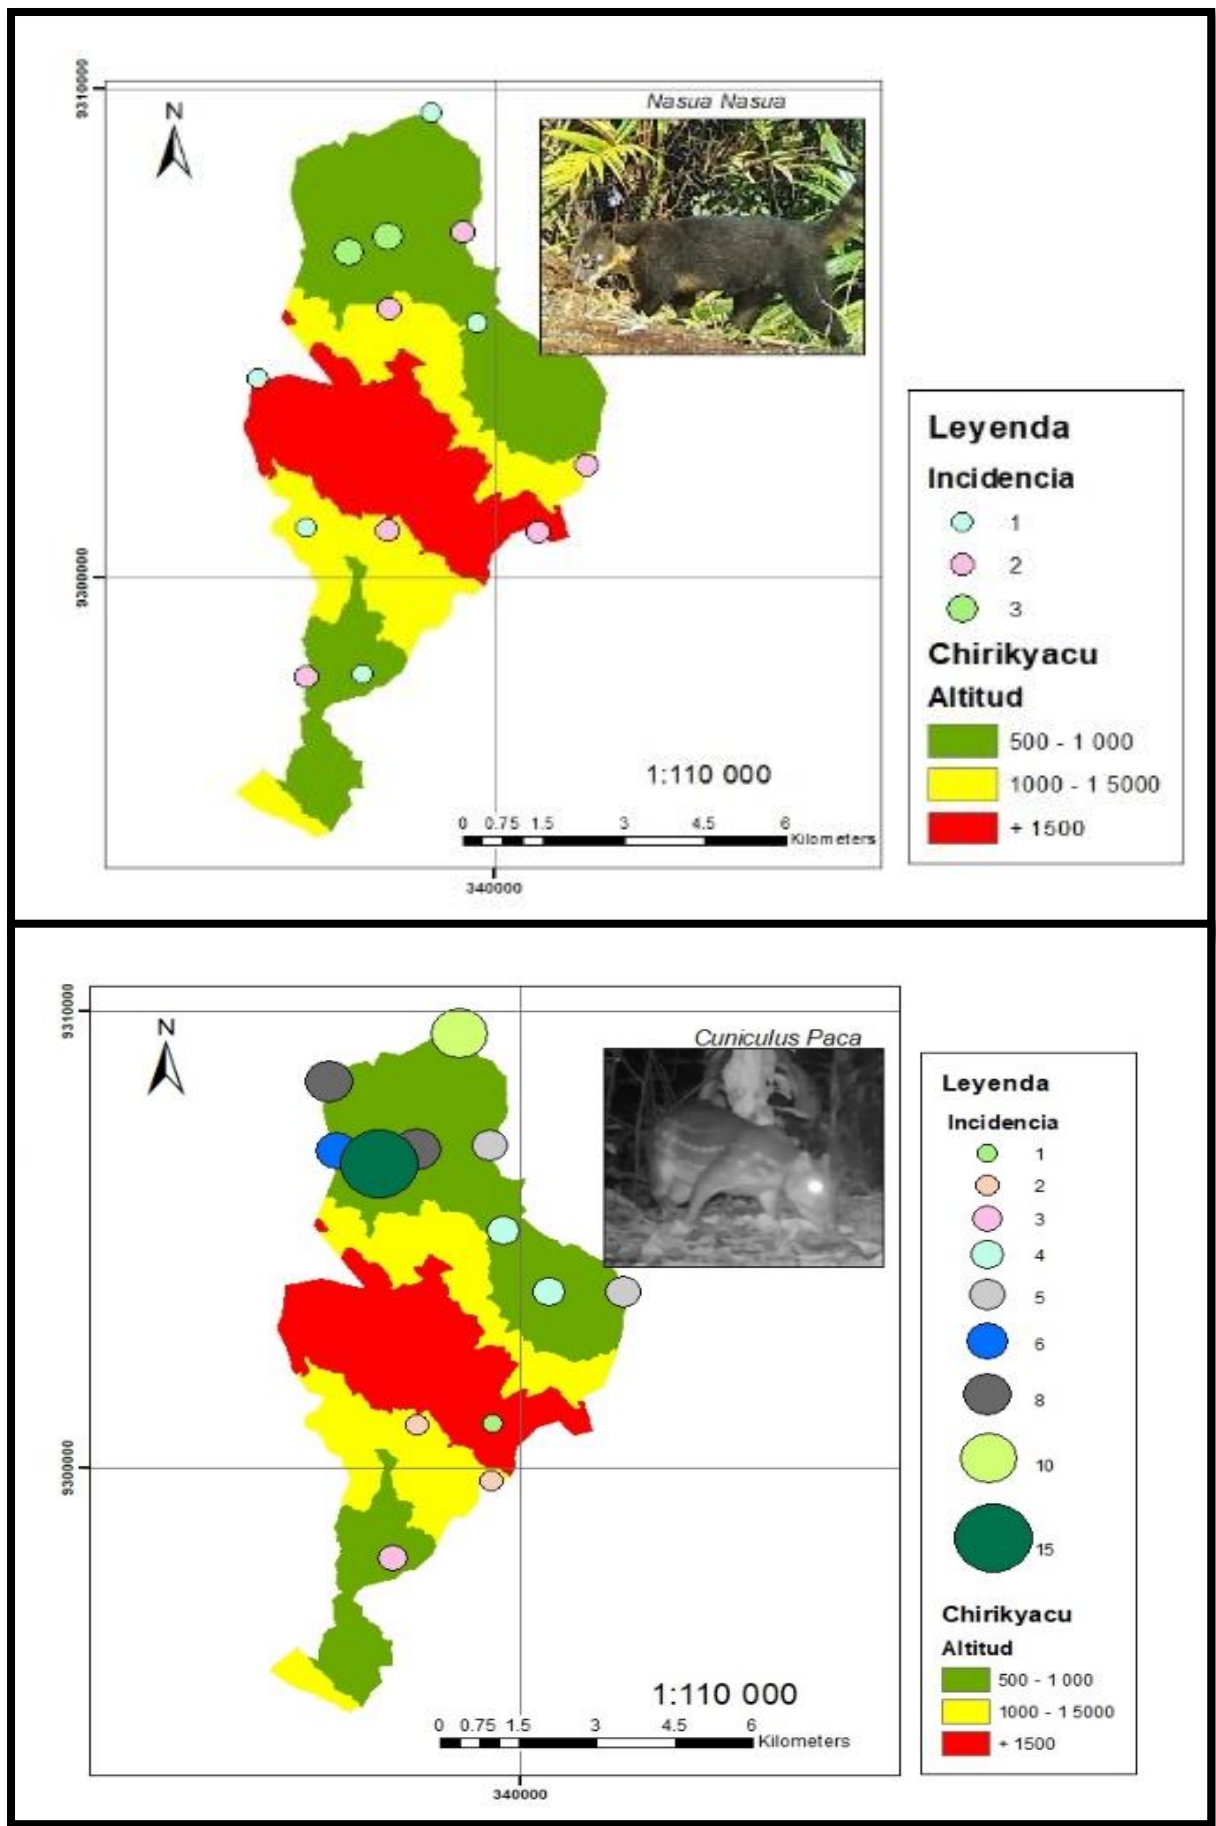 9310000
N
Nasua Nasua
Leyenda
Incidencia
1
2
3
9300000
Chirikyacu
Altitud
500 - 1 000
1000 - 1 5000
+ 1500
1:110 000
0 0.75 1.5 3 4.5 6
Kilometers
340000
9310000
N
Cuniculus Paca
Leyenda
Incidencia
1
2
3
4
5
6
8
10
15
9300000
Chirikyacu
Altitud
500 - 1 000
1000 - 1 5000
+ 1500
1:110 000
0 0.75 1.5 3 4.5 6
Kilometers
340000